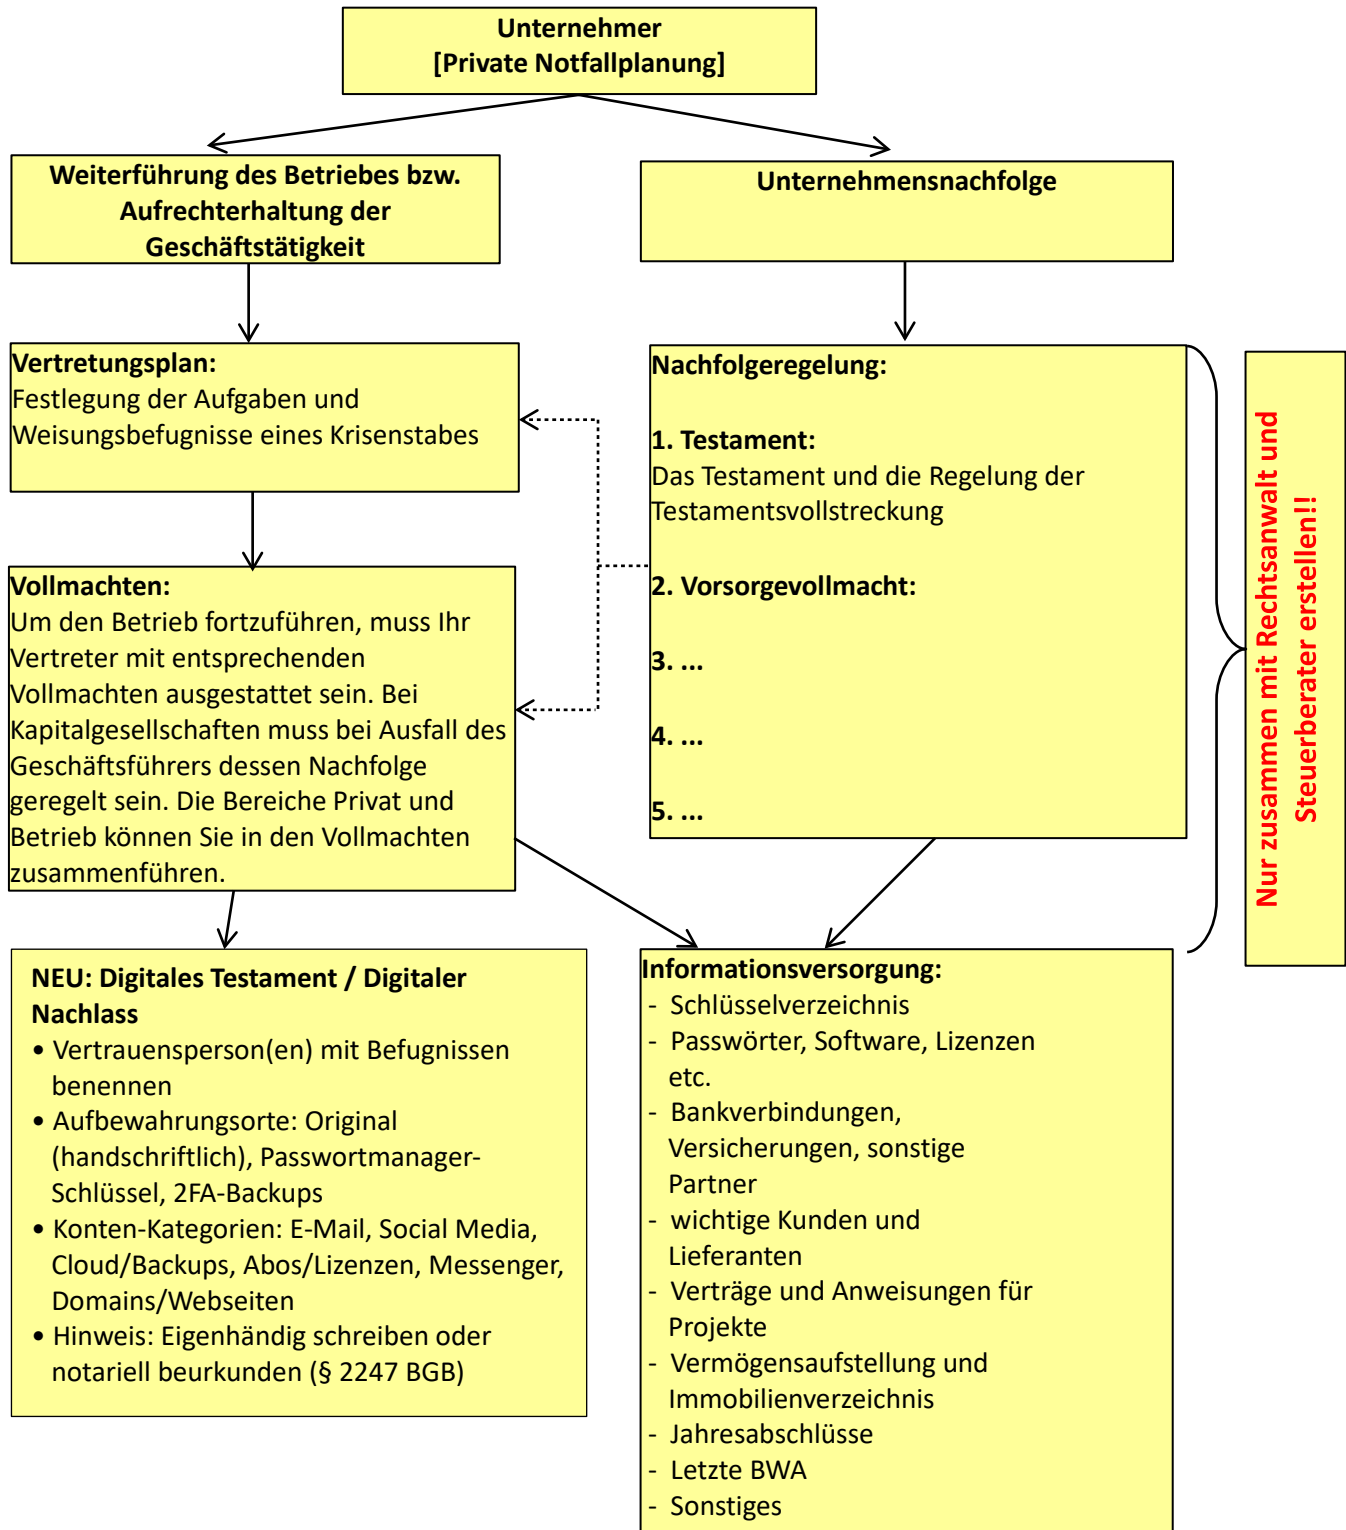 Unternehmer
[Private Notfallplanung]
Weiterführung des Betriebes bzw.
Aufrechterhaltung der
Geschäftstätigkeit
Unternehmensnachfolge
Vertretungsplan:
Festlegung der Aufgaben und
Weisungsbefugnisse eines Krisenstabes
Vollmachten:
Um den Betrieb fortzuführen, muss Ihr
Vertreter mit entsprechenden
Vollmachten ausgestattet sein. Bei
Kapitalgesellschaften muss bei Ausfall des
Geschäftsführers dessen Nachfolge
geregelt sein. Die Bereiche Privat und
Betrieb können Sie in den Vollmachten
zusammenführen.
Nachfolgeregelung:
1. Testament:
Das Testament und die Regelung der
Testamentsvollstreckung
2. Vorsorgevollmacht:
3. ...
4. ...
5. ...
Nur zusammen mit Rechtsanwalt und
Steuerberater erstellen!!
NEU: Digitales Testament / Digitaler
Nachlass
• Vertrauensperson(en) mit Befugnissen
benennen
• Aufbewahrungsorte: Original
(handschriftlich), Passwortmanager-
Schlüssel, 2FA-Backups
• Konten-Kategorien: E-Mail, Social Media,
Cloud/Backups, Abos/Lizenzen, Messenger,
Domains/Webseiten
• Hinweis: Eigenhändig schreiben oder
notariell beurkunden (§ 2247 BGB)
Informationsversorgung:
- Schlüsselverzeichnis
- Passwörter, Software, Lizenzen
etc.
- Bankverbindungen,
Versicherungen, sonstige
Partner
- wichtige Kunden und
Lieferanten
- Verträge und Anweisungen für
Projekte
- Vermögensaufstellung und
Immobilienverzeichnis
- Jahresabschlüsse
- Letzte BWA
- Sonstiges